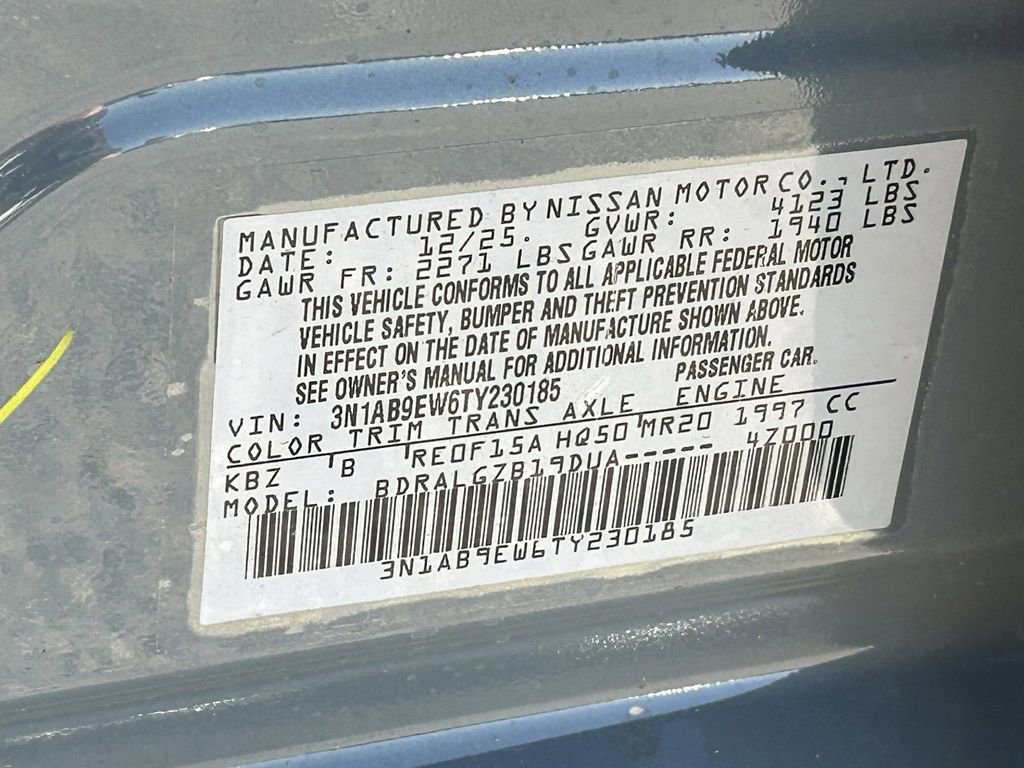 MANUFACTURED BY NISSAN MOTOR CO., LTD.
DATE: 12/25. GVWR: 4123 LBS
GAWR FR: 2271 LBS GAWR RR: 1940 LBS
THIS VEHICLE CONFORMS TO ALL APPLICABLE FEDERAL MOTOR
VEHICLE SAFETY, BUMPER AND THEFT PREVENTION STANDARDS
IN EFFECT ON THE DATE OF MANUFACTURE SHOWN ABOVE.
SEE OWNER'S MANUAL FOR ADDITIONAL INFORMATION.
PASSENGER CAR.
VIN: 3N1AB9EW6TY230185
COLOR TRIM TRANS AXLE ENGINE
KBZ 'B 'RE0F15A HQ50'MR20 1997 CC
MODEL: BDRALGZB19DUA----- 47000
3N1AB9EW6TY230185